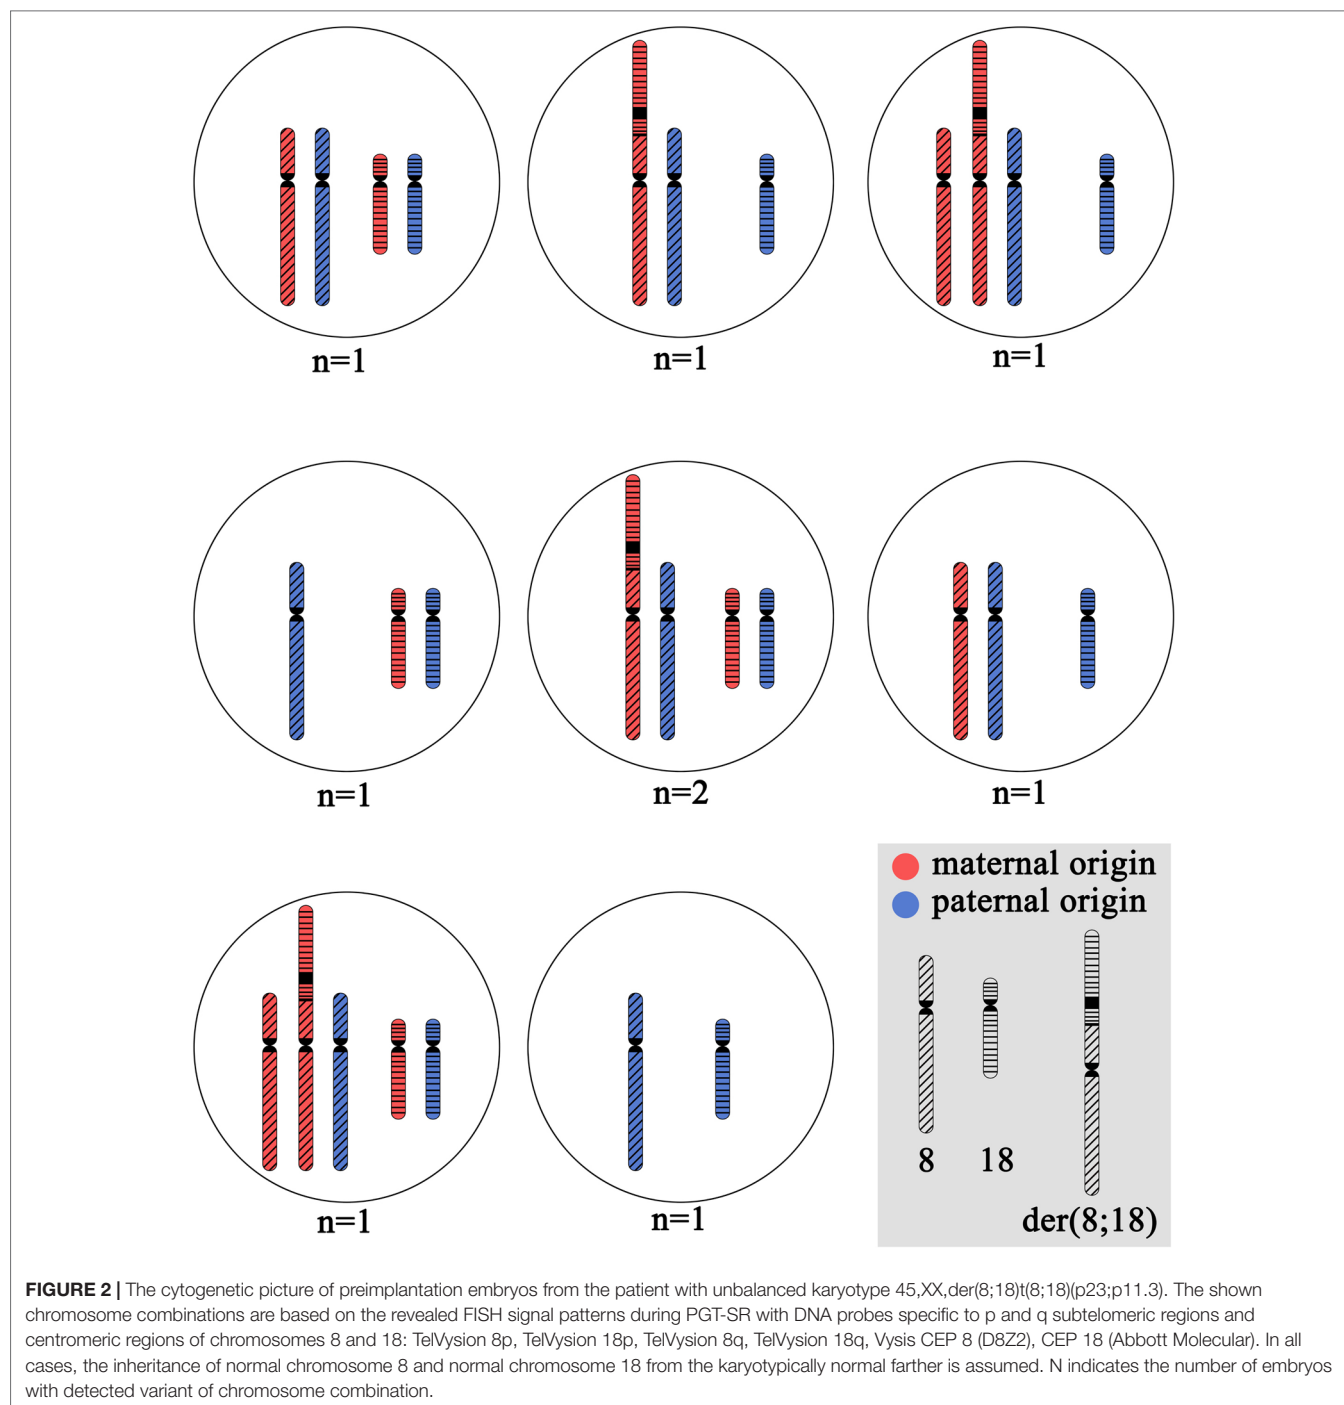 n=1
n=1
n=1
n=1
n=2
n=1
n=1
n=1
maternal origin
paternal origin
8
18
der(8;18)
FIGURE 2 | The cytogenetic picture of preimplantation embryos from the patient with unbalanced karyotype 45,XX,der(8;18)t(8;18)(p23;p11.3). The shown
chromosome combinations are based on the revealed FISH signal patterns during PGT-SR with DNA probes specific to p and q subtelomeric regions and
centromeric regions of chromosomes 8 and 18: TelVysion 8p, TelVysion 18p, TelVysion 8q, TelVysion 18q, Vysis CEP 8 (D8Z2), CEP 18 (Abbott Molecular). In all
cases, the inheritance of normal chromosome 8 and normal chromosome 18 from the karyotypically normal farther is assumed. N indicates the number of embryos
with detected variant of chromosome combination.